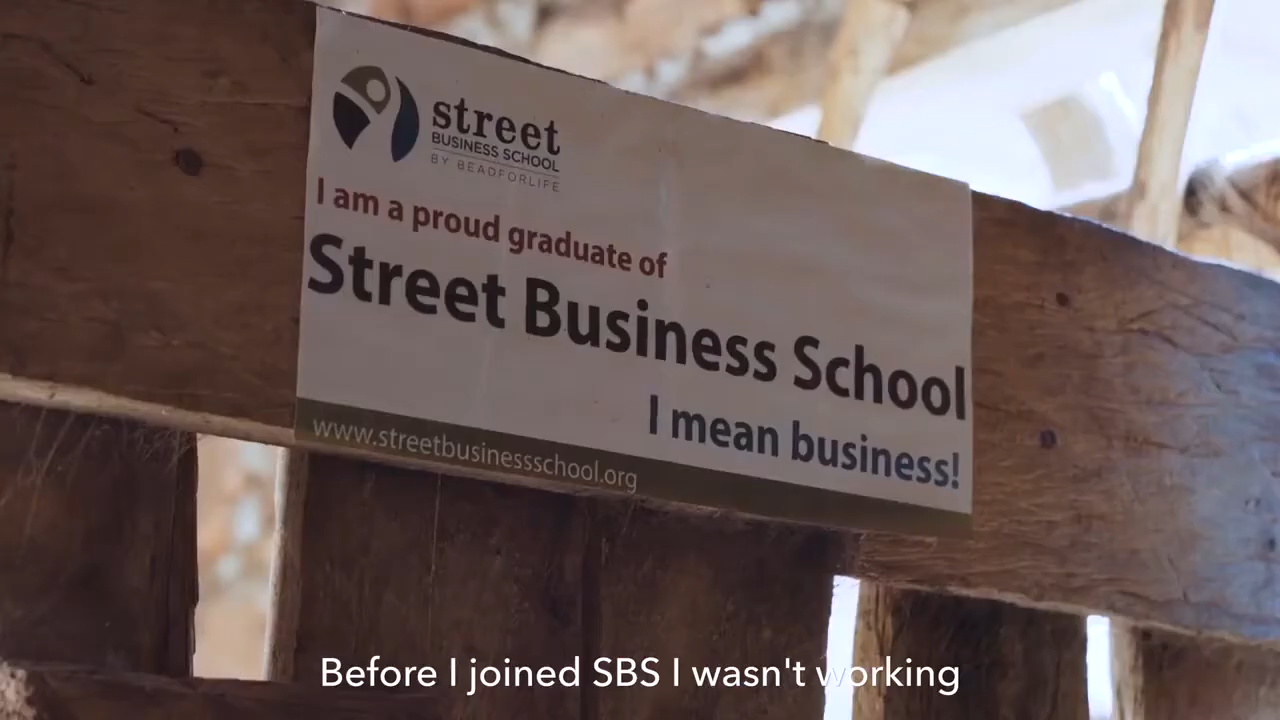 street
BUSINESS SCHOOL
BY BEADFORLIFE
I am a proud graduate of
Street Business School
I mean business!
www.streetbusinessschool.org
Before I joined SBS I wasn't working